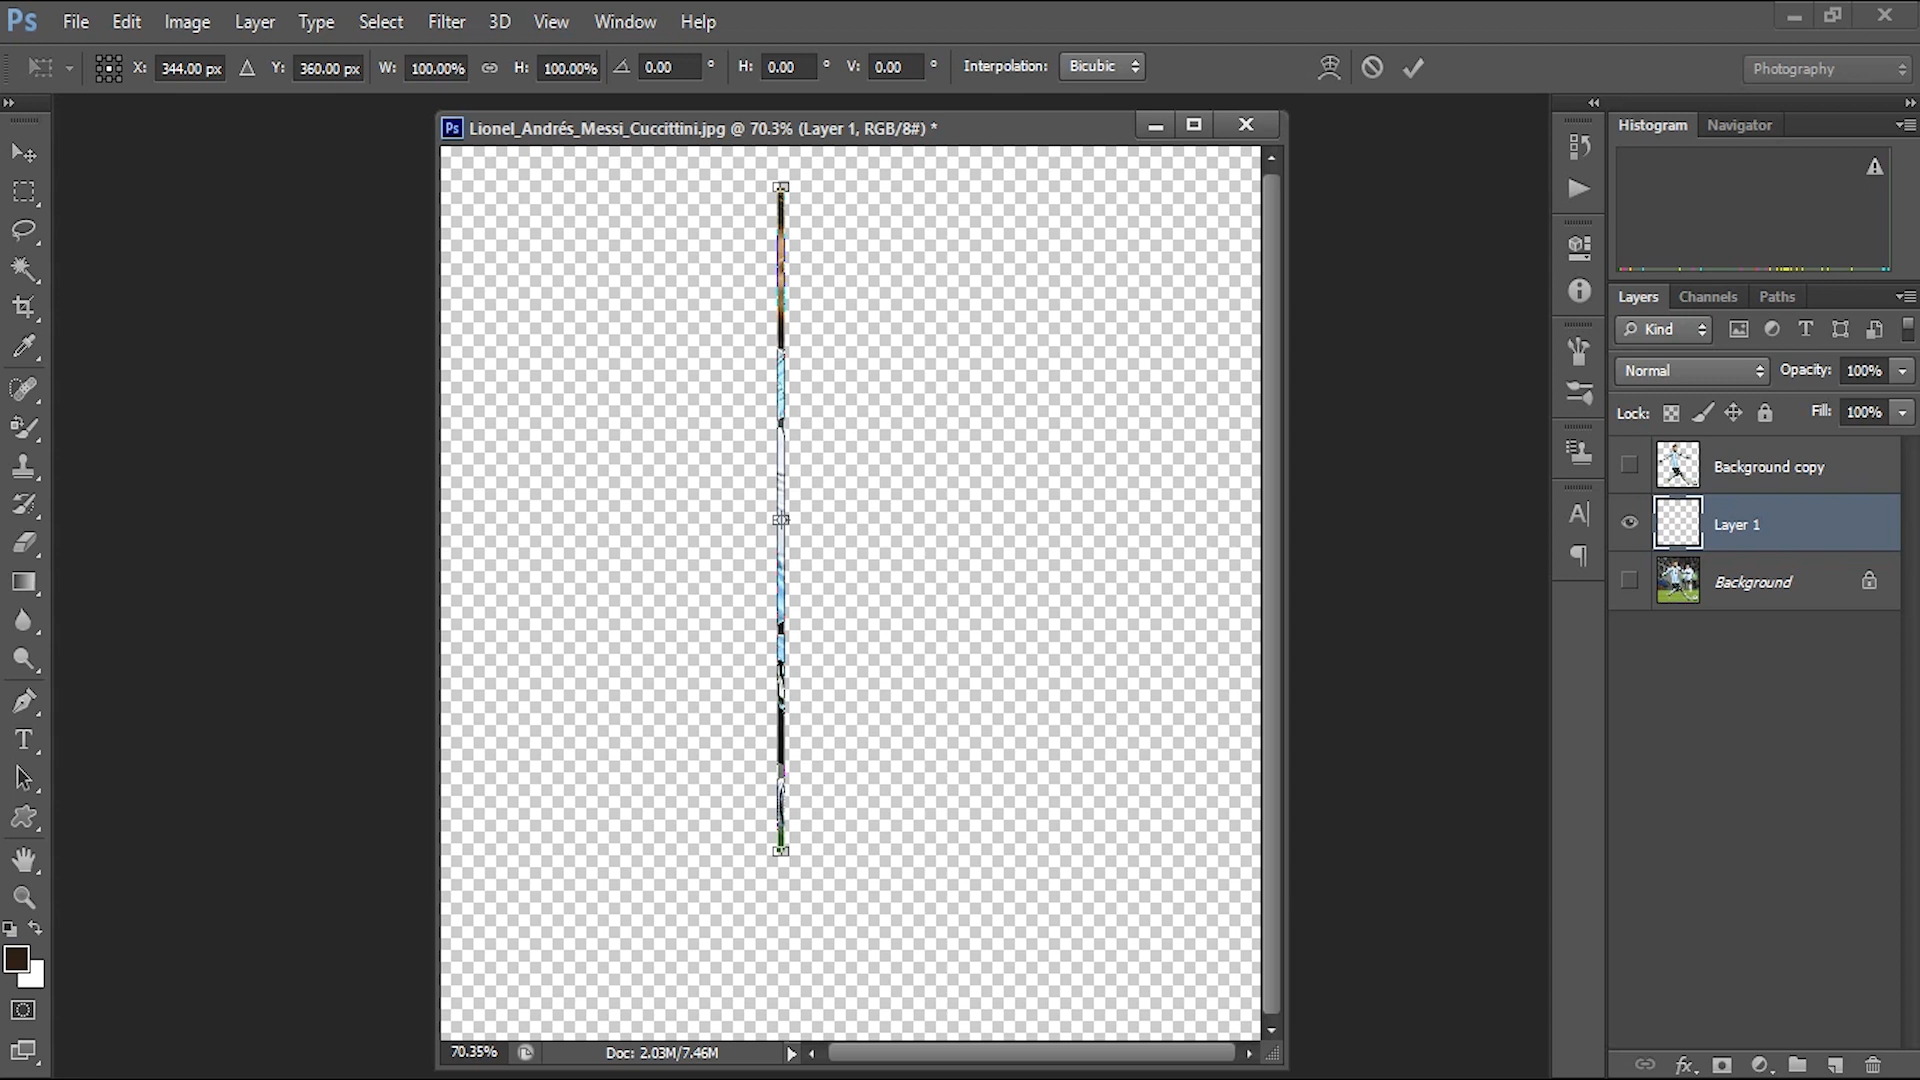 Ps File Edit Image Layer Type Select Filter 3D View Window Help
X: 344.00 px Y: 360.00 px W: 100.00% H: 100.00% 0.00 ° H: 0.00 ° V: 0.00 ° Interpolation: Bicubic Photography
Ps Lionel_Andrés_Messi_Cuccittini.jpg @ 70.3% (Layer 1, RGB/8#) *
Histogram Navigator
Layers Channels Paths
Kind
Normal Opacity: 100%
Lock: Fill: 100%
Background copy
Layer 1
Background
70.35% Doc: 2.03M/7.46M